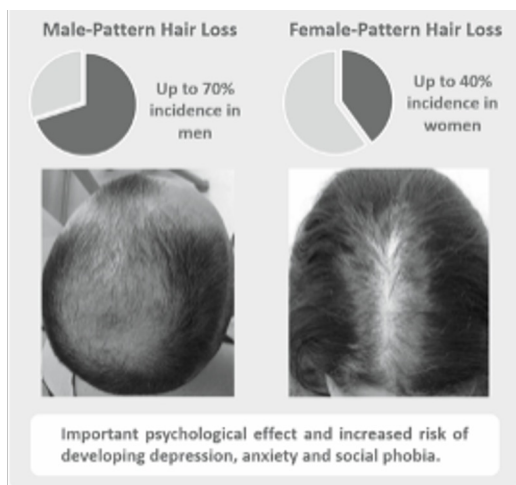 Male-Pattern Hair Loss
Up to 70%
incidence in
men
Female-Pattern Hair Loss
Up to 40%
incidence in
women
Important psychological effect and increased risk of
developing depression, anxiety and social phobia.